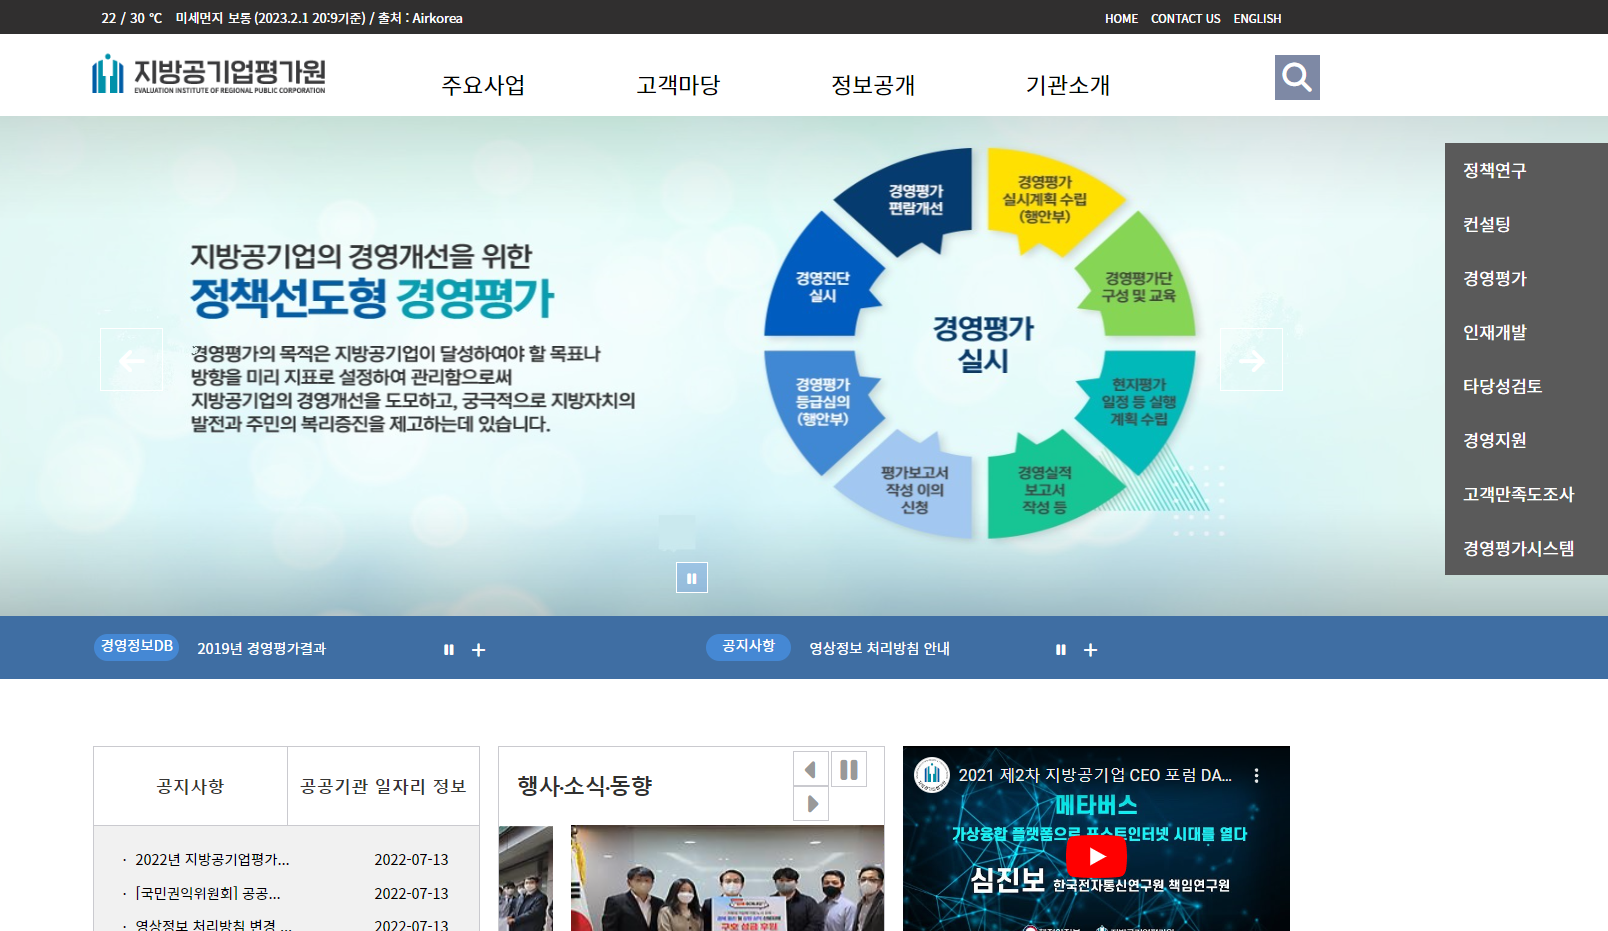 22 / 30 ℃ 미세먼지 보통 (2023.2.1 20:9기준) / 출처 : Airkorea
HOME CONTACT US ENGLISH
지방공기업평가원
EVALUATION INSTITUTE OF REGIONAL PUBLIC CORPORATION
주요사업 고객마당 정보공개 기관소개
지방공기업의 경영개선을 위한
정책선도형 경영평가
경영평가의 목적은 지방공기업이 달성하여야 할 목표나
방향을 미리 지표로 설정하여 관리함으로써
지방공기업의 경영개선을 도모하고, 궁극적으로 지방자치의
발전과 주민의 복리증진을 제고하는데 있습니다.
경영평가
실시
경영평가
실시계획 수립
(행안부)
경영평가단
구성 및 교육
현지평가
일정 등 실행
계획 수립
경영실적
보고서
작성 등
평가보고서
작성 이의
신청
경영평가
등급심의
(행안부)
경영진단
실시
경영평가
편람개선
정책연구
컨설팅
경영평가
인재개발
타당성검토
경영지원
고객만족도조사
경영평가시스템
경영정보DB 2019년 경영평가결과
공지사항 영상정보 처리방침 안내
공지사항 공공기관 일자리 정보
· 2022년 지방공기업평가... 2022-07-13
· [국민권익위원회] 공공... 2022-07-13
· 영상정보 처리방침 변경 ... 2022-07-13
행사·소식·동향
2021 제2차 지방공기업 CEO 포럼 DA...
메타버스
가상융합 플랫폼으로 포스트인터넷 시대를 열다
심진보 한국전자통신연구원 책임연구원